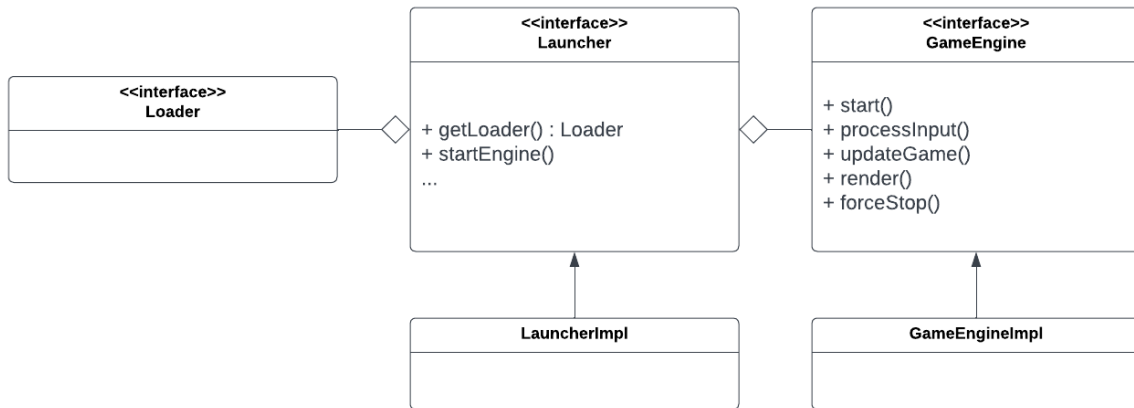 <<interface>>
Loader
<<interface>>
Launcher
+ getLoader() : Loader
+ startEngine()
...
<<interface>>
GameEngine
+ start()
+ processInput()
+ updateGame()
+ render()
+ forceStop()
LauncherImpl
GameEngineImpl